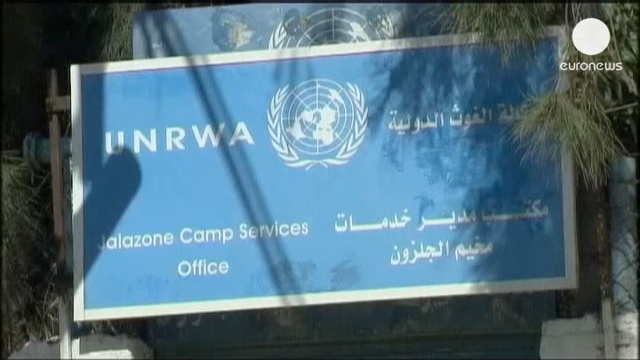 euronews
UNRWA
الغوث الدولية
Jalazone Camp Services
Office
مكتب مدير خدمات
مخيم الجلزون